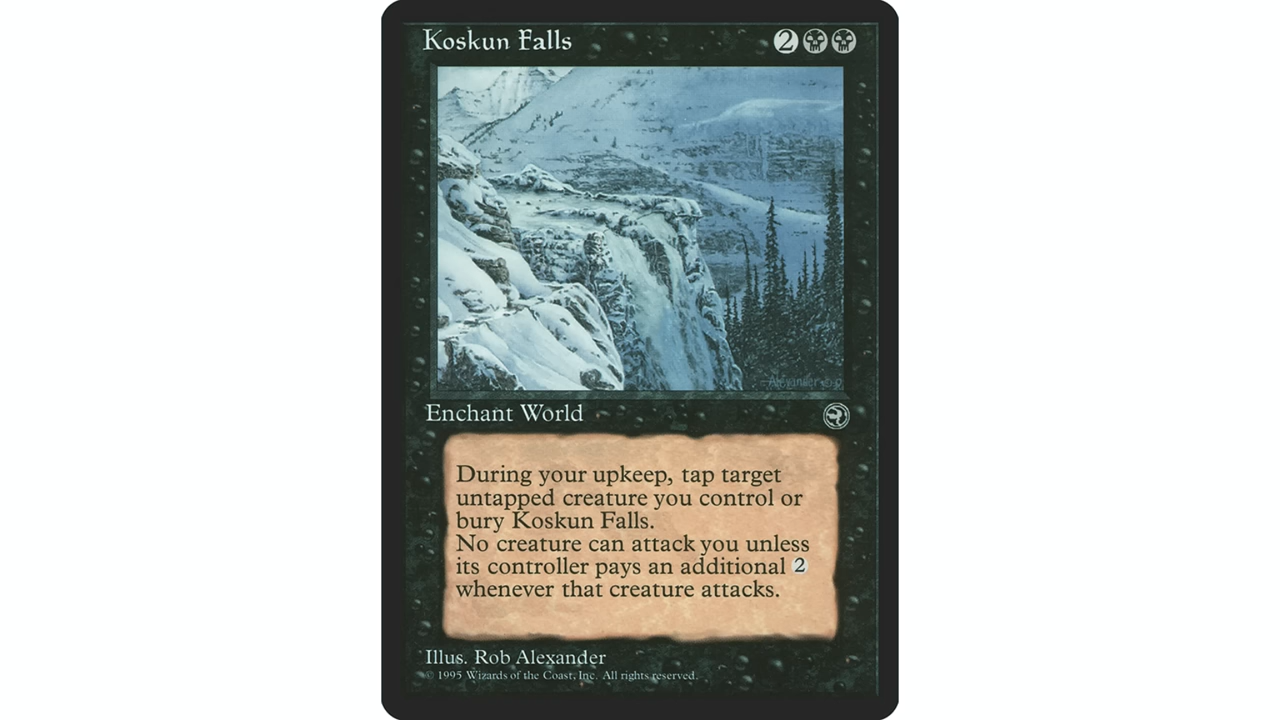 Koskun Falls 2
Alexander
Enchant World
During your upkeep, tap target
untapped creature you control or
bury Koskun Falls.
No creature can attack you unless
its controller pays an additional 2
whenever that creature attacks.
Illus. Rob Alexander
© 1995 Wizards of the Coast, Inc. All rights reserved.